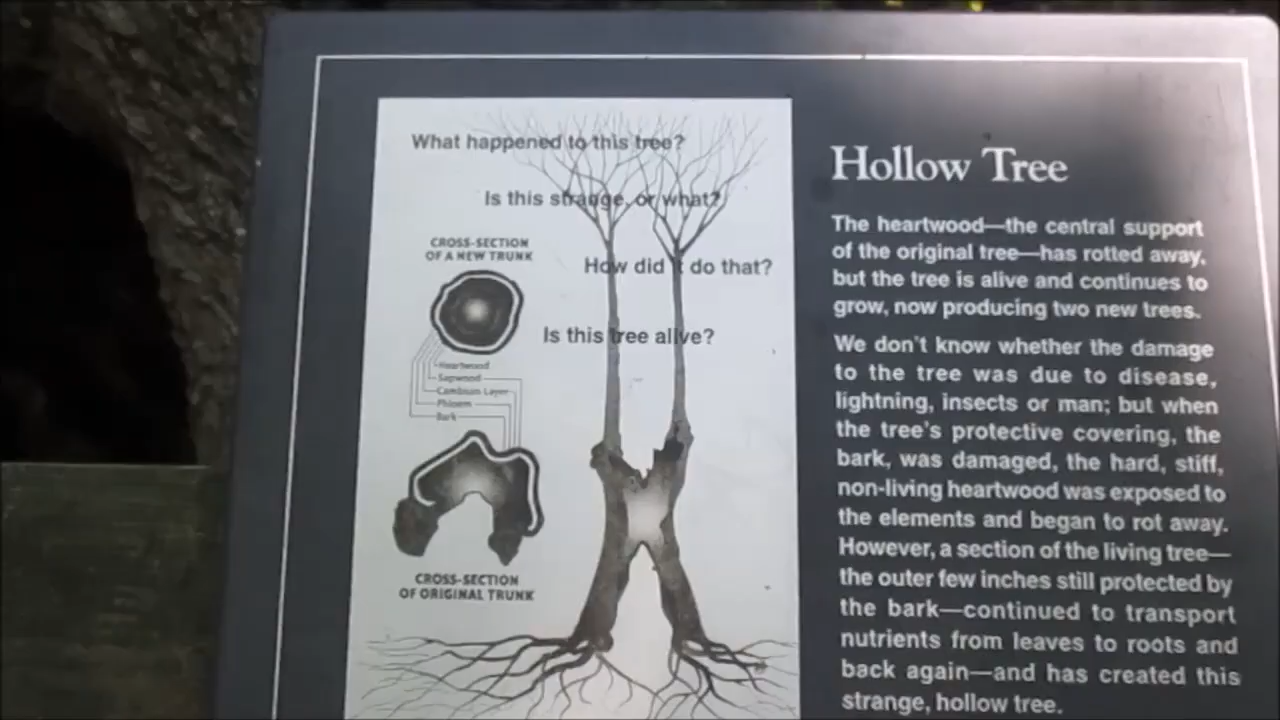 What happened to this tree?
Is this strange, or what?
CROSS-SECTION
OF A NEW TRUNK
How did it do that?
Is this tree alive?
Heartwood
Sapwood
Cambium Layer
Phloem
Bark
CROSS-SECTION
OF ORIGINAL TRUNK
Hollow Tree
The heartwood—the central support
of the original tree—has rotted away,
but the tree is alive and continues to
grow, now producing two new trees.
We don't know whether the damage
to the tree was due to disease,
lightning, insects or man; but when
the tree's protective covering, the
bark, was damaged, the hard, stiff,
non-living heartwood was exposed to
the elements and began to rot away.
However, a section of the living tree—
the outer few inches still protected by
the bark—continued to transport
nutrients from leaves to roots and
back again—and has created this
strange, hollow tree.